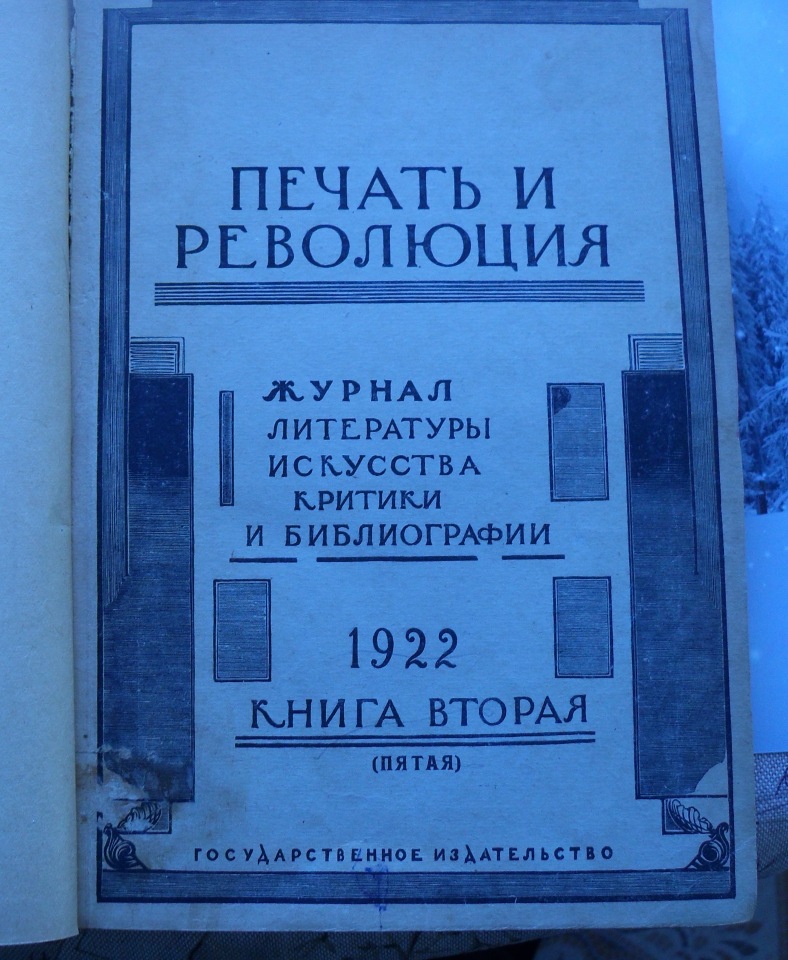 ПЕЧАТЬ И
РЕВОЛЮЦИЯ
ЖУРНАЛ
ЛИТЕРАТУРЫ
ИСКУССТВА
КРИТИКИ
И БИБЛИОГРАФИИ
1922
КНИГА ВТОРАЯ
(ПЯТАЯ)
ГОСУДАРСТВЕННОЕ ИЗДАТЕЛЬСТВО